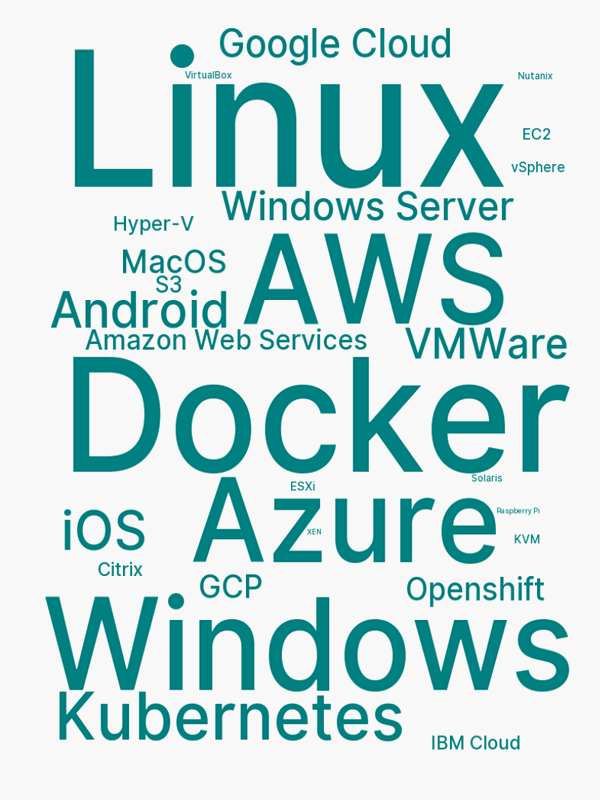 Google Cloud
Linux
VirtualBox
Nutanix
EC2
vSphere
Windows Server
Hyper-V
AWS
MacOS
S3
Android
Amazon Web Services
VMWare
Docker
Solaris
Azure
ESXi
Raspberry Pi
iOS
XEN
KVM
Citrix
GCP
Openshift
Windows
Kubernetes
IBM Cloud